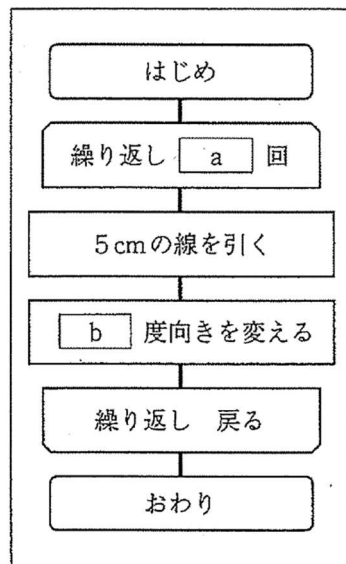 はじめ
繰り返し a 回
5cmの線を引く
b 度向きを変える
繰り返し 戻る
おわり